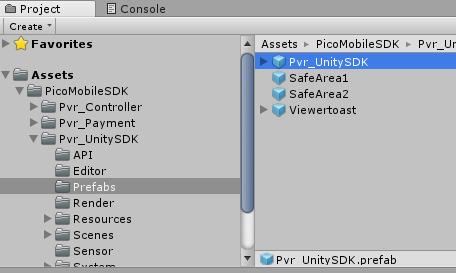 Project
Console
Create
Favorites
Assets
PicoMobileSDK
Pvr_Controller
Pvr_Payment
Pvr_UnitySDK
API
Editor
Prefabs
Render
Resources
Scenes
Sensor
System
Assets ▸ PicoMobileSDK ▸ Pvr_Un
Pvr_UnitySDK
SafeArea1
SafeArea2
Viewertoast
Pvr_UnitySDK.prefab